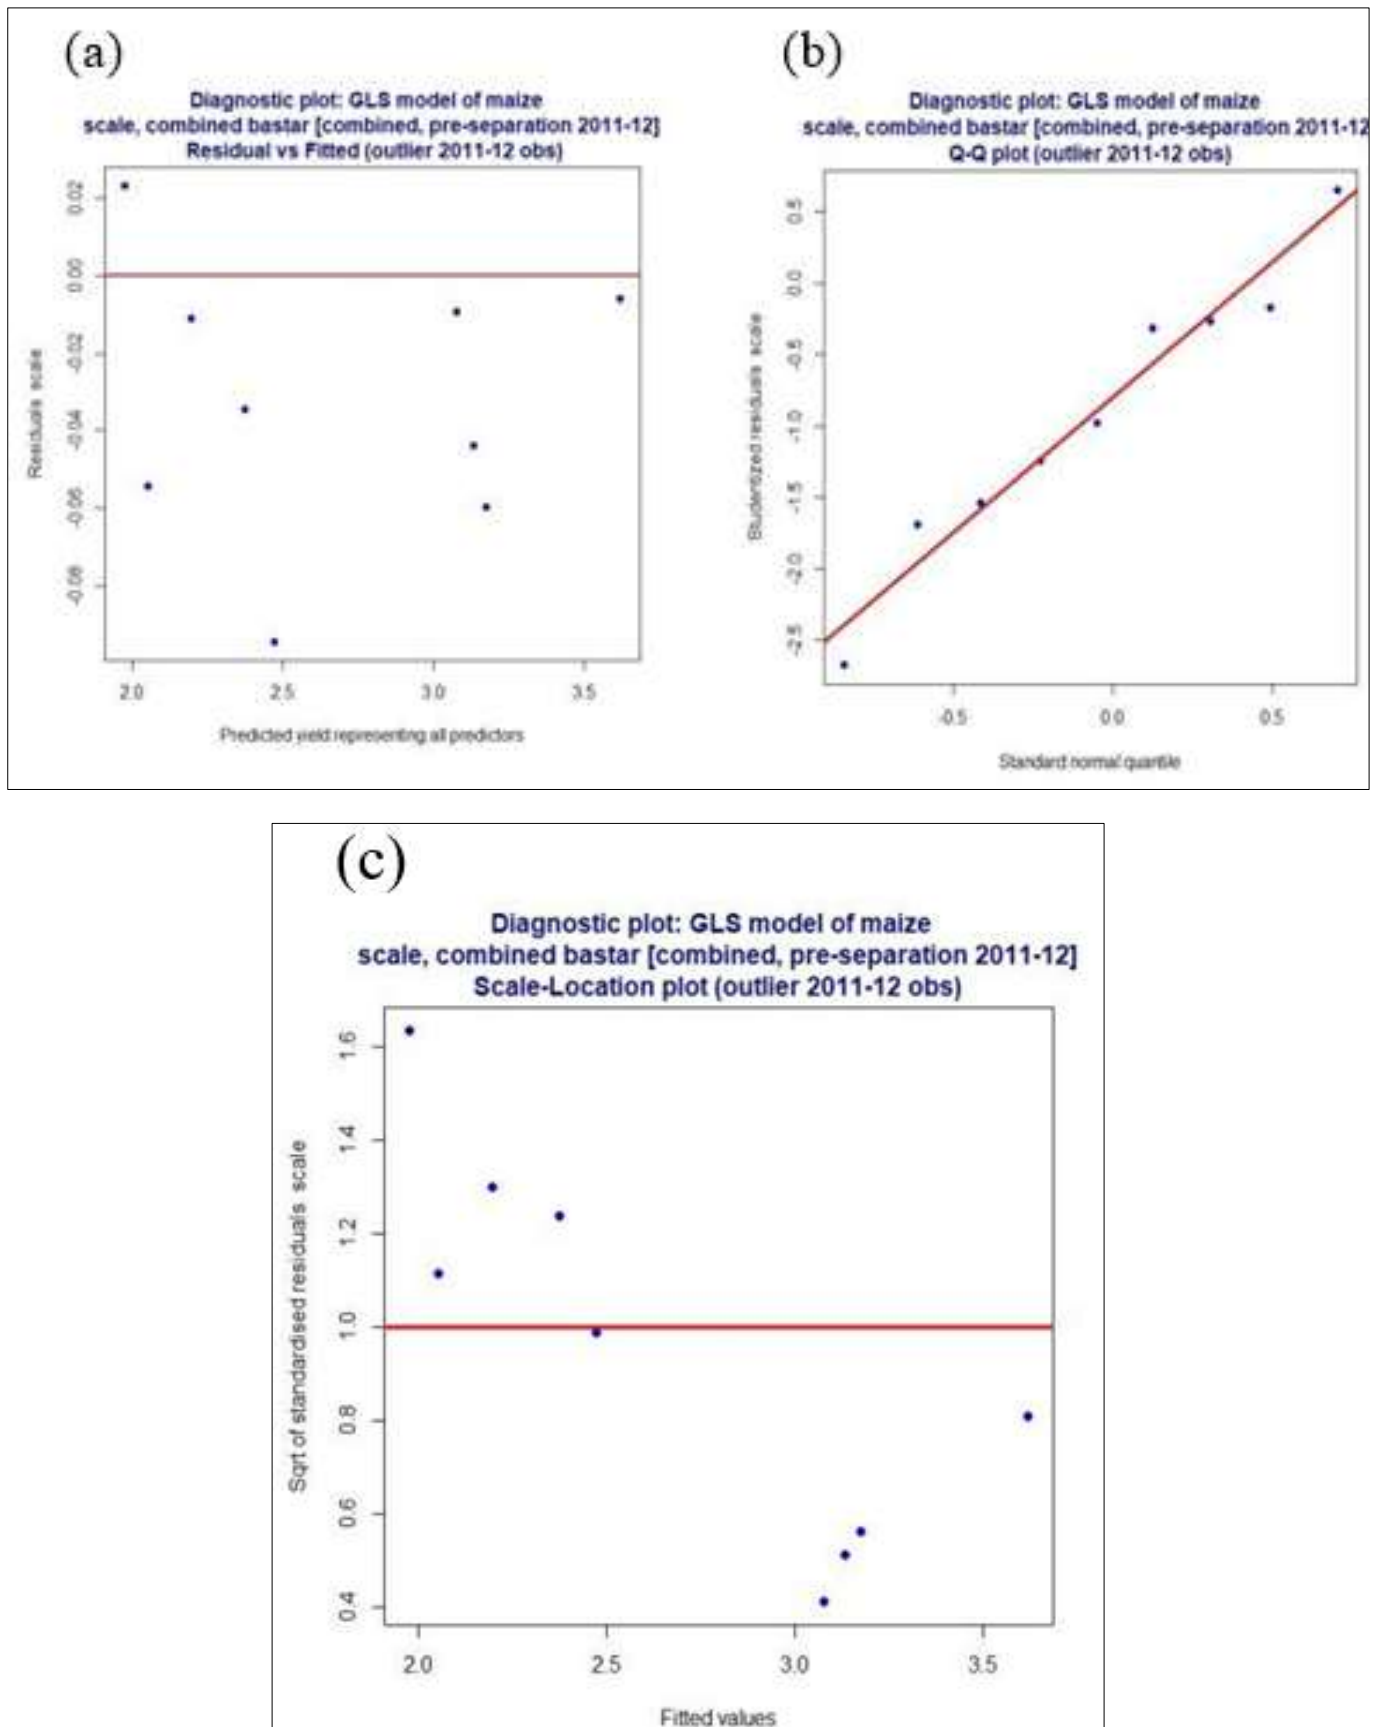 (a)
Diagnostic plot: GLS model of maize
scale, combined bastar [combined, pre-separation 2011-12]
Residual vs Fitted (outlier 2011-12 obs)
Residuals scale
0.02
0.00
-0.02
-0.04
-0.06
-0.08
2.0 2.5 3.0 3.5
Predicted yield representing all predictors
(b)
Diagnostic plot: GLS model of maize
scale, combined bastar [combined, pre-separation 2011-12
Q-Q plot (outlier 2011-12 obs)
Studentized residuals scale
0.5
0.0
-0.5
-1.0
-1.5
-2.0
-2.5
-0.5 0.0 0.5
Standard normal quantile
(c)
Diagnostic plot: GLS model of maize
scale, combined bastar [combined, pre-separation 2011-12]
Scale-Location plot (outlier 2011-12 obs)
Sqrt of standardised residuals scale
1.6
1.4
1.2
1.0
0.8
0.6
0.4
2.0 2.5 3.0 3.5
Fitted values